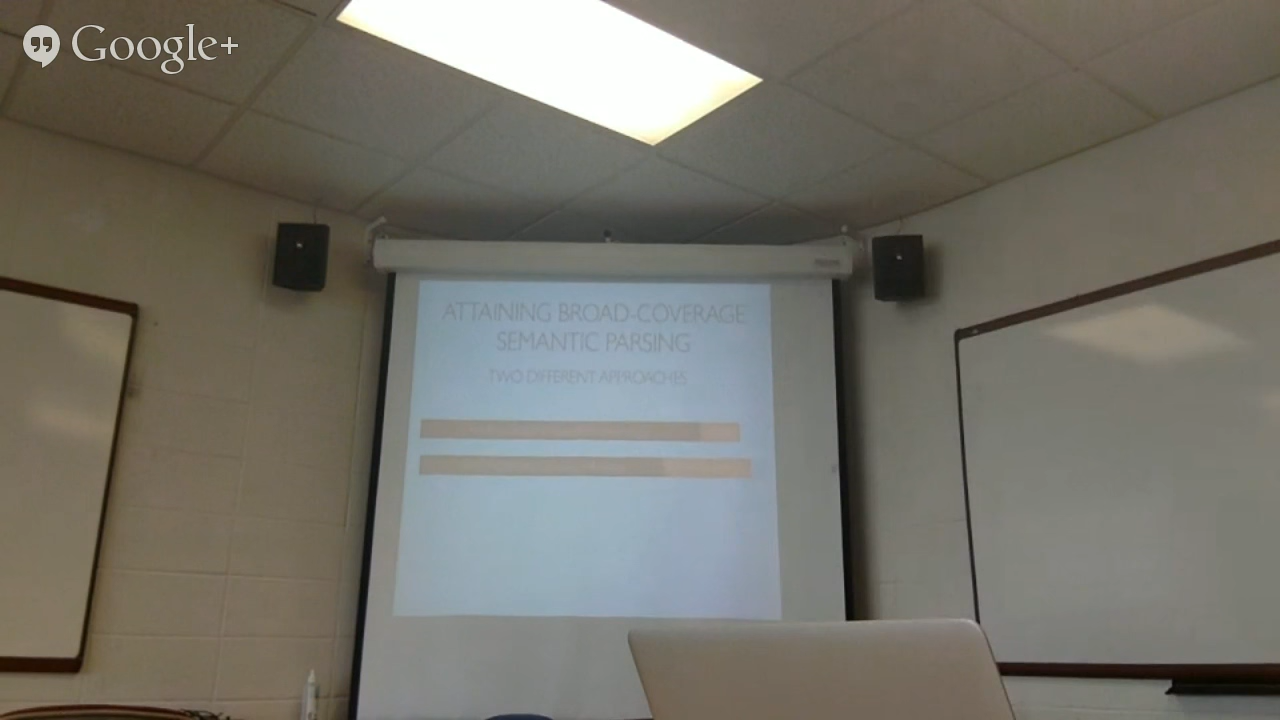 Google+
ATTAINING BROAD-COVERAGE
SEMANTIC PARSING
TWO DIFFERENT APPROACHES